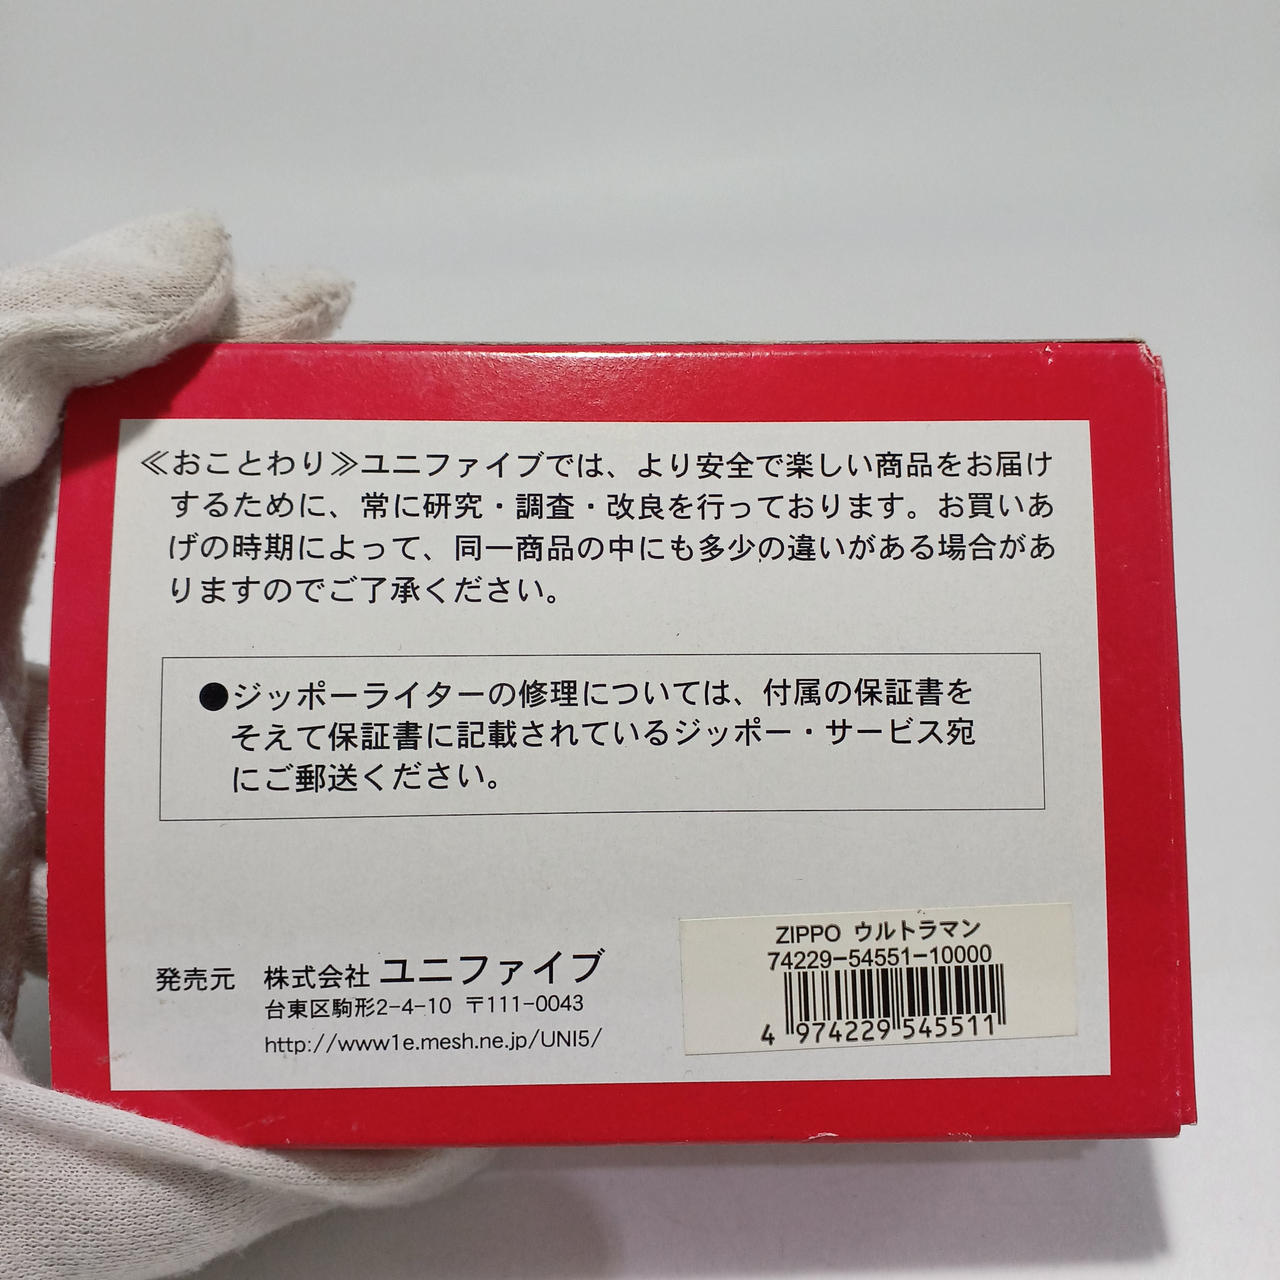 ≪おことわり≫ユニファイブでは、より安全で楽しい商品をお届け
するために、常に研究・調査・改良を行っております。お買いあ
げの時期によって、同一商品の中にも多少の違いがある場合があ
りますのでご了承ください。
●ジッポーライターの修理については、付属の保証書を
そえて保証書に記載されているジッポー・サービス宛
にご郵送ください。
発売元 株式会社 ユニファイブ
台東区駒形2-4-10 〒111-0043
http://www1e.mesh.ne.jp/UNI5/
ZIPPO ウルトラマン
74229-54551-10000
4 974229 545511